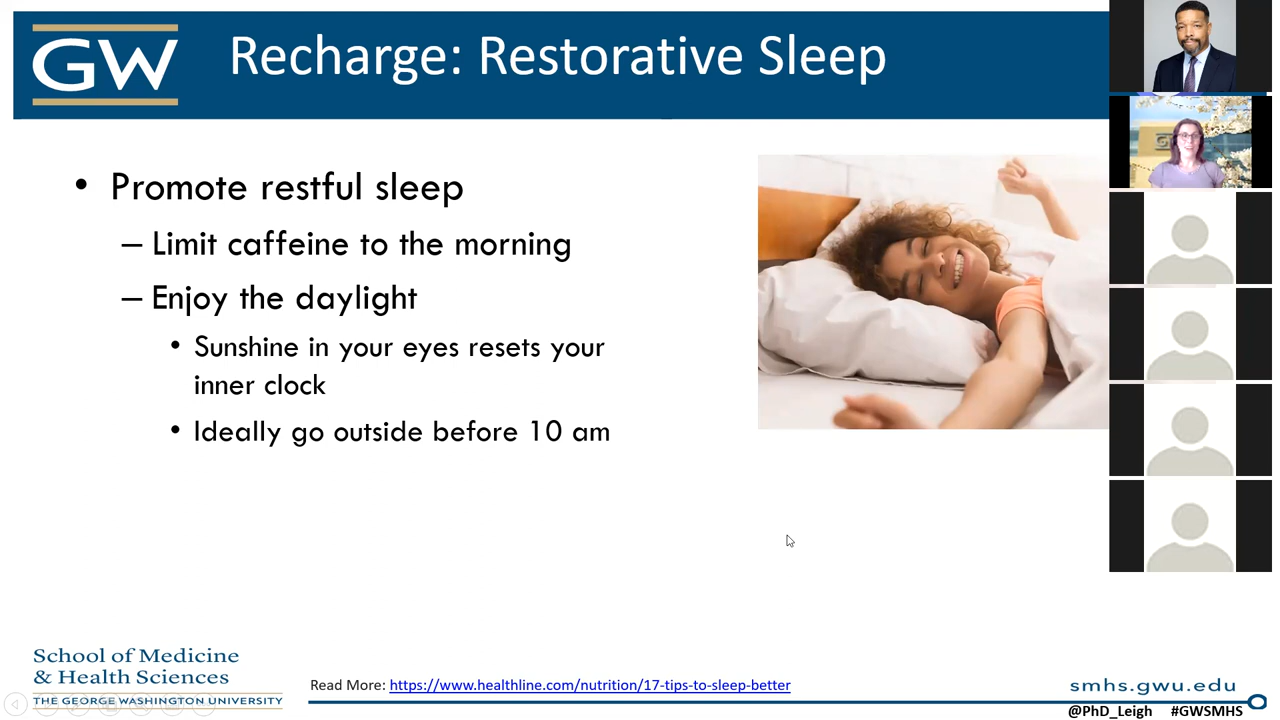 GW
Recharge: Restorative Sleep
• Promote restful sleep
– Limit caffeine to the morning
– Enjoy the daylight
• Sunshine in your eyes resets your
inner clock
• Ideally go outside before 10 am
School of Medicine
& Health Sciences
THE GEORGE WASHINGTON UNIVERSITY
Read More: https://www.healthline.com/nutrition/17-tips-to-sleep-better
smhs.gwu.edu
@PhD_Leigh #GWSMHS